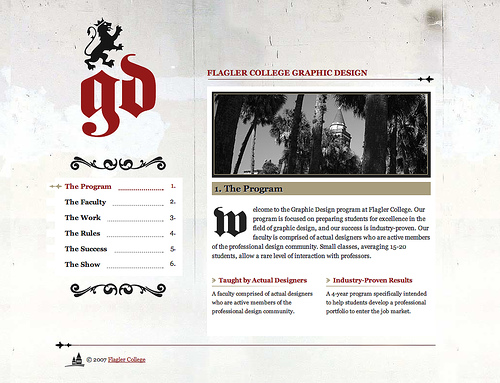 gd
FLAGLER COLLEGE GRAPHIC DESIGN
The Program 1.
The Faculty 2.
The Work 3.
The Rules 4.
The Success 5.
The Show 6.
1. The Program
Welcome to the Graphic Design program at Flagler College. Our
program is focused on preparing students for excellence in the
field of graphic design, and our success is industry-proven. Our
faculty is comprised of actual designers who are active members
of the professional design community. Small classes, averaging 15-20
students, allow a rare level of interaction with professors.
Taught by Actual Designers
A faculty comprised of actual designers
who are active members of the
professional design community.
Industry-Proven Results
A 4-year program specifically intended
to help students develop a professional
portfolio to enter the job market.
© 2007 Flagler College